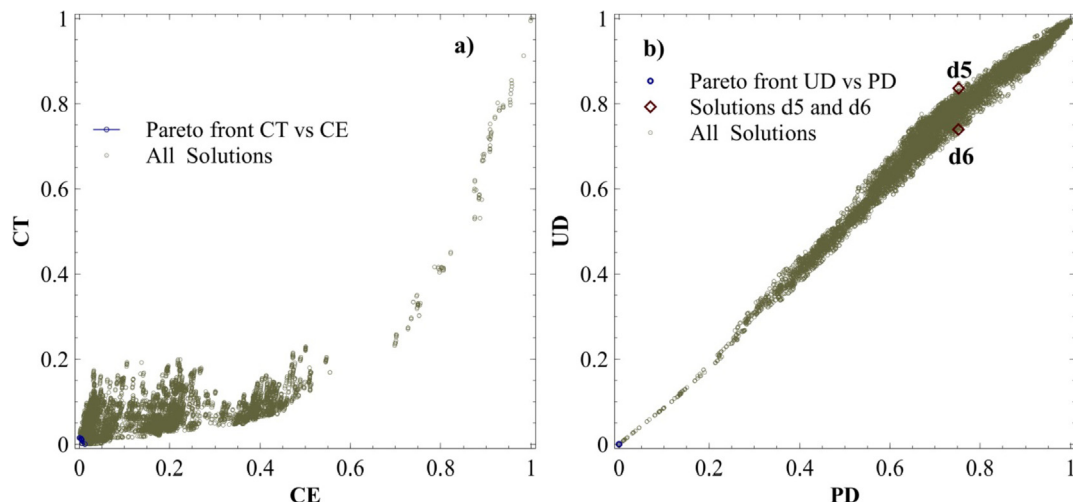 a)
Pareto front CT vs CE
All Solutions
CT
1
0.8
0.6
0.4
0.2
0
0 0.2 0.4 0.6 0.8 1
CE
b)
d5
Pareto front UD vs PD
Solutions d5 and d6
All Solutions
d6
UD
1
0.8
0.6
0.4
0.2
0
0 0.2 0.4 0.6 0.8 1
PD